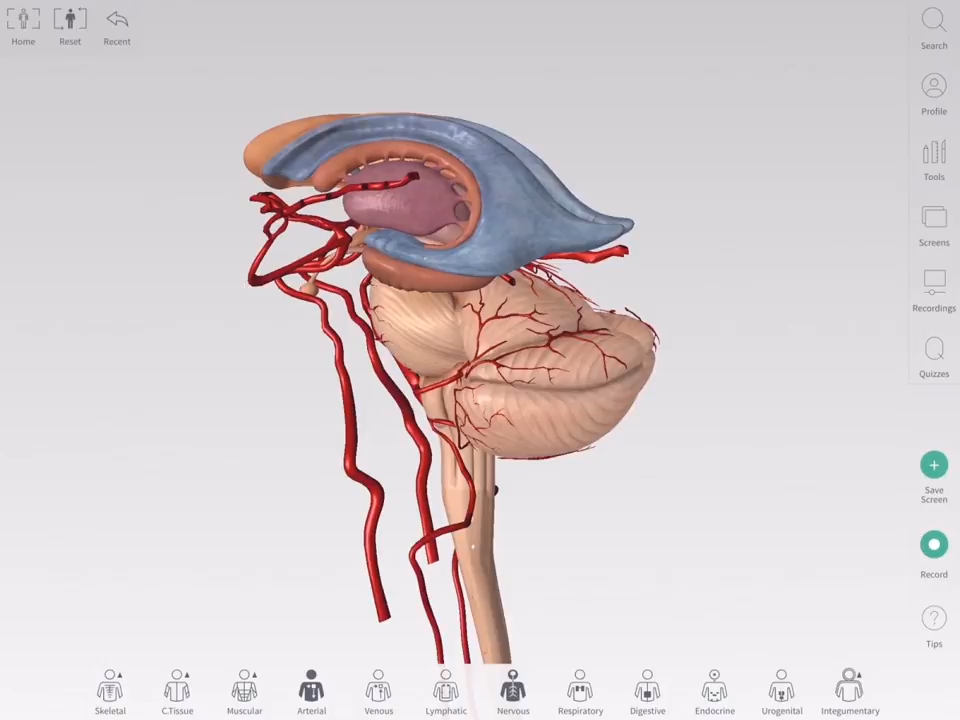 Home
Reset
Recent
Search
Profile
Tools
Screens
Recordings
Quizzes
Save
Screen
Record
Tips
Skeletal
C.Tissue
Muscular
Arterial
Venous
Lymphatic
Nervous
Respiratory
Digestive
Endocrine
Urogenital
Integumentary